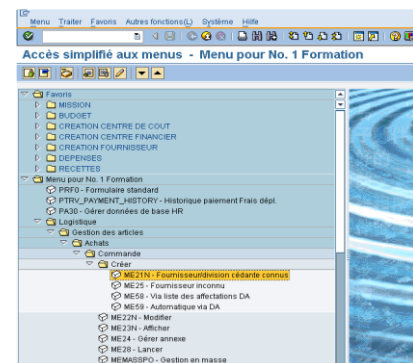 Menu Traiter Favoris Autres fonctions(L) Système Hilfe
Accès simplifié aux menus - Menu pour No. 1 Formation
Favoris
MISSION
BUDGET
CREATION CENTRE DE COUT
CREATION CENTRE FINANCIER
CREATION FOURNISSEUR
DEPENSES
RECETTES
Menu pour No. 1 Formation
PRFO - Formulaire standard
PTRV_PAYMENT_HISTORY - Historique paiement Frais dépl.
PA30 - Gérer données de base HR
Logistique
Gestion des articles
Achats
Commande
Créer
ME21N - Fournisseur/division cédante connus
ME25 - Fournisseur inconnu
ME58 - Via liste des affectations DA
ME59 - Automatique via DA
ME22N - Modifier
ME23N - Afficher
ME24 - Gérer annexe
ME28 - Lancer
MEMASSPO - Gestion en masse